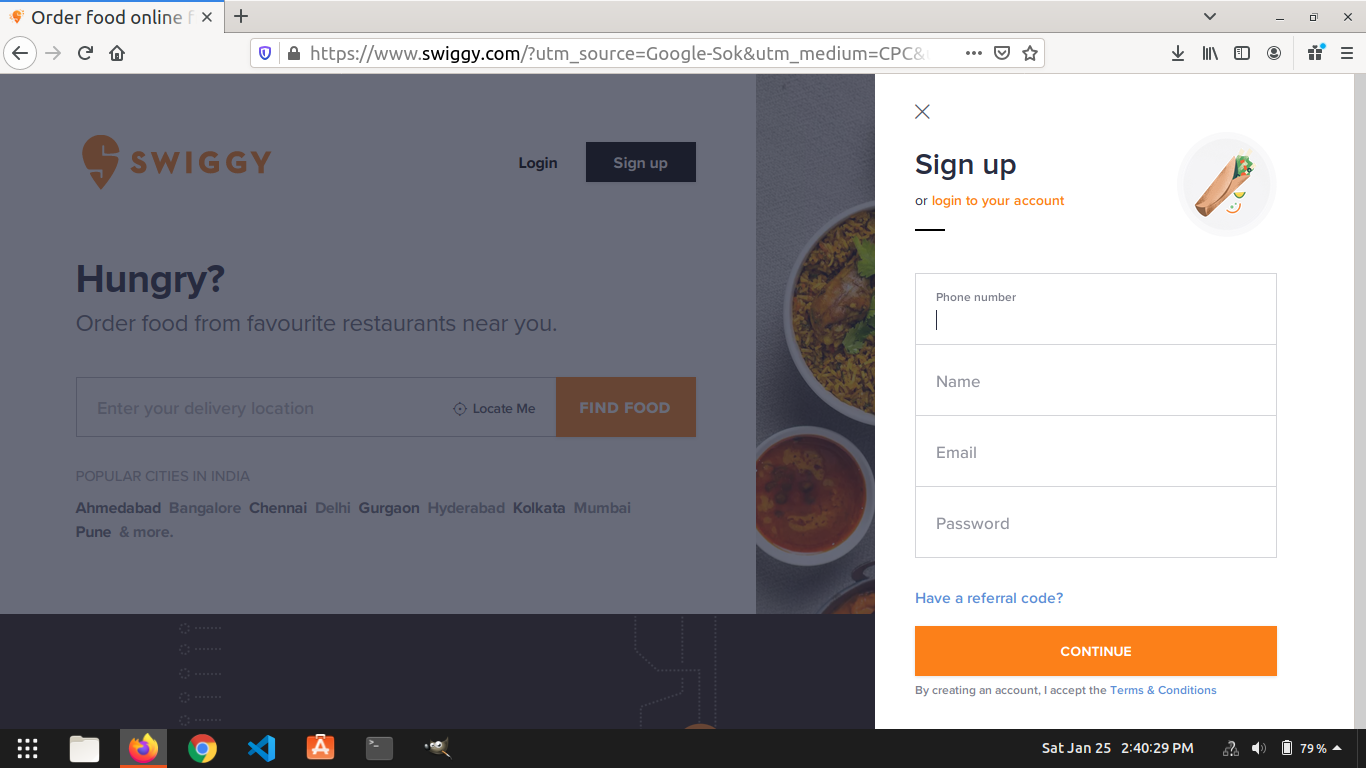 Order food online f
https://www.swiggy.com/?utm_source=Google-Sok&utm_medium=CPC&
SWIGGY
Login
Sign up
Hungry?
Order food from favourite restaurants near you.
Enter your delivery location
Locate Me
FIND FOOD
POPULAR CITIES IN INDIA
Ahmedabad Bangalore Chennai Delhi Gurgaon Hyderabad Kolkata Mumbai
Pune & more.
Sign up
or login to your account
Phone number
Name
Email
Password
Have a referral code?
CONTINUE
By creating an account, I accept the Terms & Conditions
Sat Jan 25 2:40:29 PM
79 %